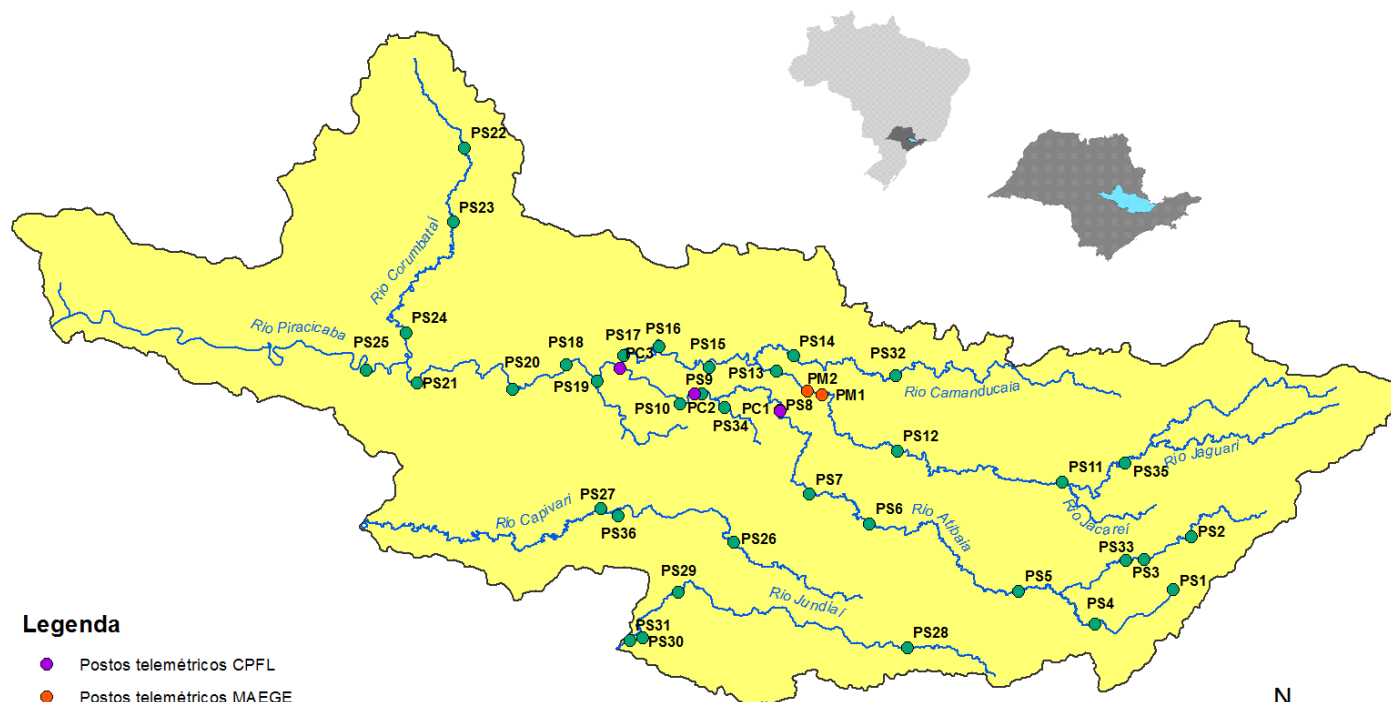 PS22
PS23
Rio Corumbataí
PS24
Rio Piracicaba
PS25
PS21
PS20
PS18
PS19
PS17
PC3
PS16
PS15
PS14
PS13
PS32
Rio Camanducaia
PM2
PM1
PS9
PS10
PC2
PS34
PC1
PS8
PS12
PS11
PS35
Rio Jaguari
Rio Jacareí
PS7
PS6
Rio Atibaia
PS5
PS33
PS3
PS2
PS1
PS4
PS27
PS36
Rio Capivari
PS26
PS29
Rio Jundiaí
PS28
PS31
PS30
Legenda
Postos telemétricos CPFL
Postos telemétricos MAEGE
N